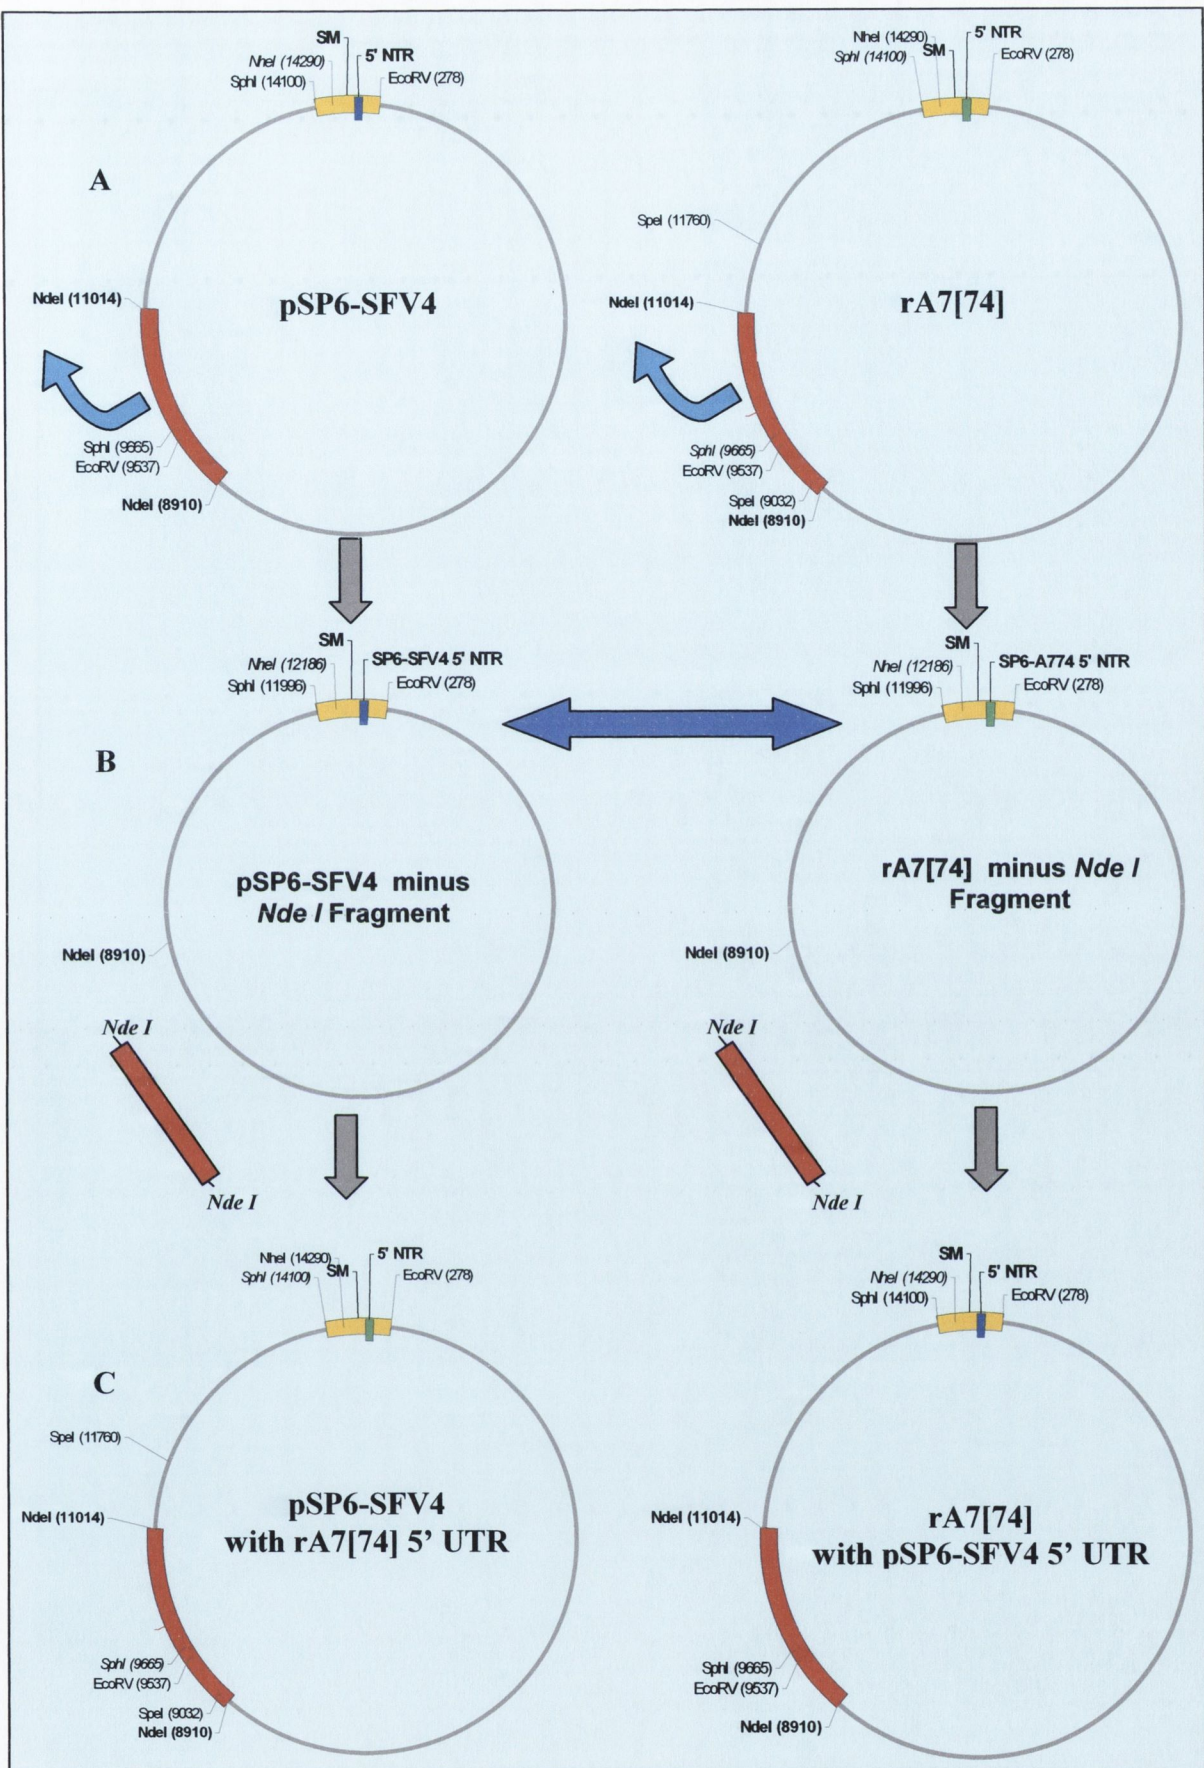 SM
NheI (14290)
5' NTR
SphI (14100)
EcoRV (278)
NheI (14290)
5' NTR
SM
SphI (14100)
EcoRV (278)
A
SpeI (11760)
NdeI (11014)
pSP6-SFV4
NdeI (11014)
rA7[74]
SphI (9665)
EcoRV (9537)
NdeI (8910)
SphI (9665)
EcoRV (9537)
SpeI (9032)
NdeI (8910)
SM
NheI (12186)
SP6-SFV4 5' NTR
SphI (11996)
EcoRV (278)
SM
NheI (12186)
SP6-A774 5' NTR
SphI (11996)
EcoRV (278)
B
pSP6-SFV4 minus
Nde I Fragment
rA7[74] minus Nde I
Fragment
NdeI (8910)
NdeI (8910)
Nde I
Nde I
Nde I
Nde I
NheI (14290)
5' NTR
SphI (14100)
SM
EcoRV (278)
SM
NheI (14290)
5' NTR
SphI (14100)
EcoRV (278)
C
SpeI (11760)
NdeI (11014)
pSP6-SFV4
with rA7[74] 5’ UTR
NdeI (11014)
rA7[74]
with pSP6-SFV4 5’ UTR
SphI (9665)
EcoRV (9537)
SpeI (9032)
NdeI (8910)
SphI (9665)
EcoRV (9537)
NdeI (8910)